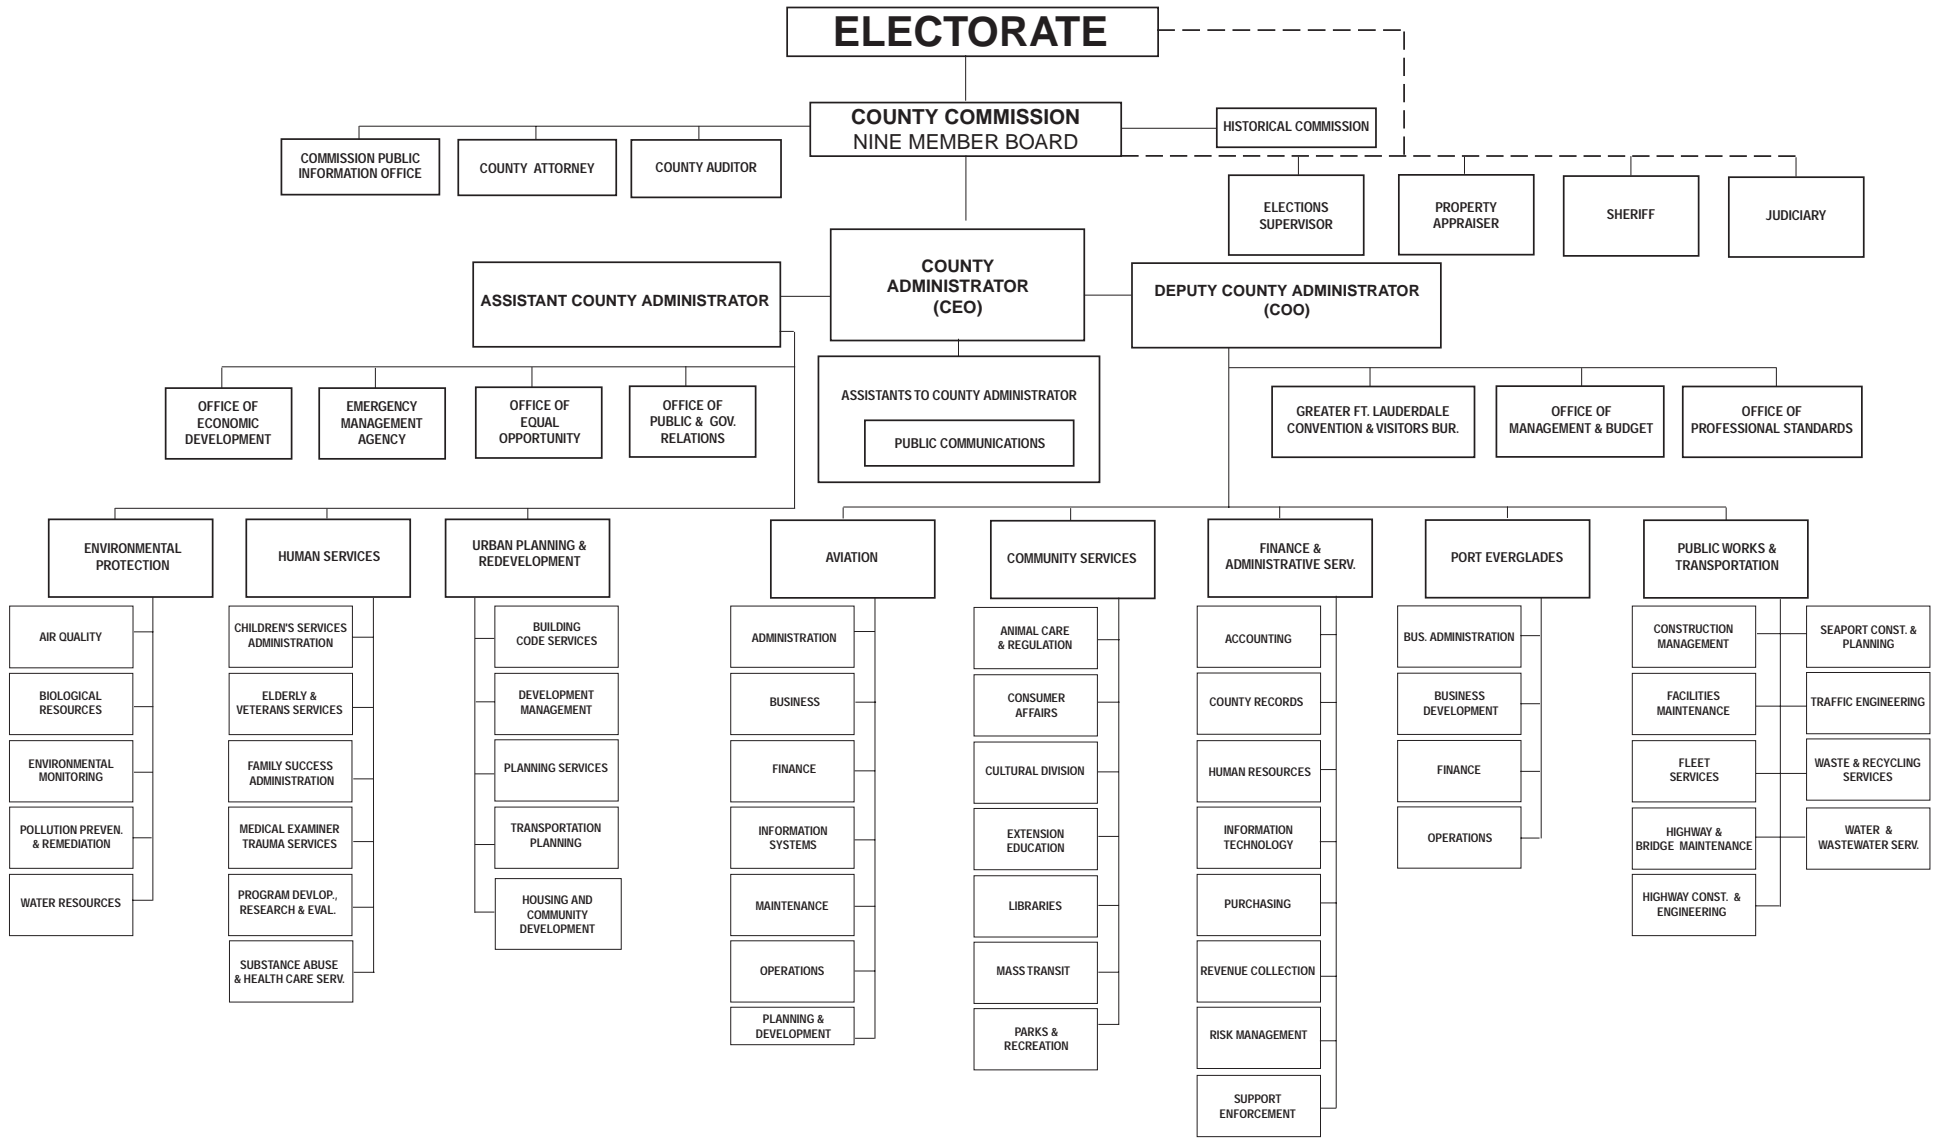 ELECTORATE
COUNTY COMMISSION
NINE MEMBER BOARD
HISTORICAL COMMISSION
COMMISSION PUBLIC
INFORMATION OFFICE
COUNTY ATTORNEY
COUNTY AUDITOR
ELECTIONS
SUPERVISOR
PROPERTY
APPRAISER
SHERIFF
JUDICIARY
ASSISTANT COUNTY ADMINISTRATOR
COUNTY
ADMINISTRATOR
(CEO)
DEPUTY COUNTY ADMINISTRATOR
(COO)
OFFICE OF
ECONOMIC
DEVELOPMENT
EMERGENCY
MANAGEMENT
AGENCY
OFFICE OF
EQUAL
OPPORTUNITY
OFFICE OF
PUBLIC & GOV.
RELATIONS
ASSISTANTS TO COUNTY ADMINISTRATOR
PUBLIC COMMUNICATIONS
GREATER FT. LAUDERDALE
CONVENTION & VISITORS BUR.
OFFICE OF
MANAGEMENT & BUDGET
OFFICE OF
PROFESSIONAL STANDARDS
ENVIRONMENTAL
PROTECTION
HUMAN SERVICES
URBAN PLANNING &
REDEVELOPMENT
AVIATION
COMMUNITY SERVICES
FINANCE &
ADMINISTRATIVE SERV.
PORT EVERGLADES
PUBLIC WORKS &
TRANSPORTATION
AIR QUALITY
BIOLOGICAL
RESOURCES
ENVIRONMENTAL
MONITORING
POLLUTION PREVEN.
& REMEDIATION
WATER RESOURCES
CHILDREN'S SERVICES
ADMINISTRATION
ELDERLY &
VETERANS SERVICES
FAMILY SUCCESS
ADMINISTRATION
MEDICAL EXAMINER
TRAUMA SERVICES
PROGRAM DEVLOP.,
RESEARCH & EVAL.
SUBSTANCE ABUSE
& HEALTH CARE SERV.
BUILDING
CODE SERVICES
DEVELOPMENT
MANAGEMENT
PLANNING SERVICES
TRANSPORTATION
PLANNING
HOUSING AND
COMMUNITY
DEVELOPMENT
ADMINISTRATION
BUSINESS
FINANCE
INFORMATION
SYSTEMS
MAINTENANCE
OPERATIONS
PLANNING &
DEVELOPMENT
ANIMAL CARE
& REGULATION
CONSUMER
AFFAIRS
CULTURAL DIVISION
EXTENSION
EDUCATION
LIBRARIES
MASS TRANSIT
PARKS &
RECREATION
ACCOUNTING
COUNTY RECORDS
HUMAN RESOURCES
INFORMATION
TECHNOLOGY
PURCHASING
REVENUE COLLECTION
RISK MANAGEMENT
SUPPORT
ENFORCEMENT
BUS. ADMINISTRATION
BUSINESS
DEVELOPMENT
FINANCE
OPERATIONS
CONSTRUCTION
MANAGEMENT
FACILITIES
MAINTENANCE
FLEET
SERVICES
HIGHWAY &
BRIDGE MAINTENANCE
HIGHWAY CONST. &
ENGINEERING
SEAPORT CONST. &
PLANNING
TRAFFIC ENGINEERING
WASTE & RECYCLING
SERVICES
WATER &
WASTEWATER SERV.